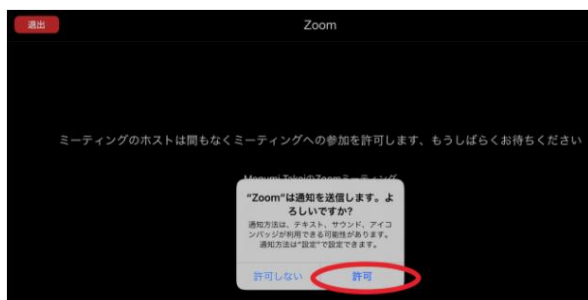 退出
Zoom
ミーティングのホストは間もなくミーティングへの参加を許可します、もうしばらくお待ちください
"Zoom"は通知を送信します。よ
ろしいですか?
通知方法は、テキスト、サウンド、アイコ
ンバッジが利用できる可能性があります。
通知方法は"設定"で設定できます。
許可しない
許可